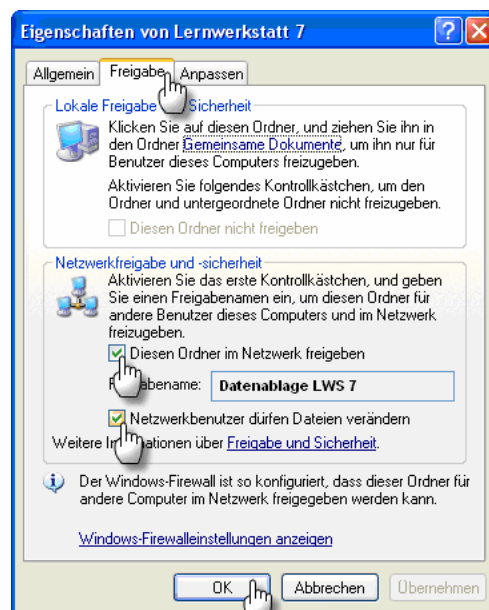 Eigenschaften von Lernwerkstatt 7
Allgemein Freigabe Anpassen
Lokale Freigabe Sicherheit
Klicken Sie auf diesen Ordner, und ziehen Sie ihn in
den Ordner Gemeinsame Dokumente, um ihn nur für
Benutzer dieses Computers freizugeben.
Aktivieren Sie folgendes Kontrollkästchen, um den
Ordner und untergeordnete Ordner nicht freizugeben.
Diesen Ordner nicht freigeben
Netzwerkfreigabe und -sicherheit
Aktivieren Sie das erste Kontrollkästchen, und geben
Sie einen Freigabenamen ein, um diesen Ordner für
andere Benutzer dieses Computers und im Netzwerk
freizugeben.
Diesen Ordner im Netzwerk freigeben
abename: Datenablage LWS 7
Netzwerkbenutzer dürfen Dateien verändern
Weitere Informationen über Freigabe und Sicherheit.
Der Windows-Firewall ist so konfiguriert, dass dieser Ordner für
andere Computer im Netzwerk freigegeben werden kann.
Windows-Firewalleinstellungen anzeigen
OK Abbrechen Übernehmen